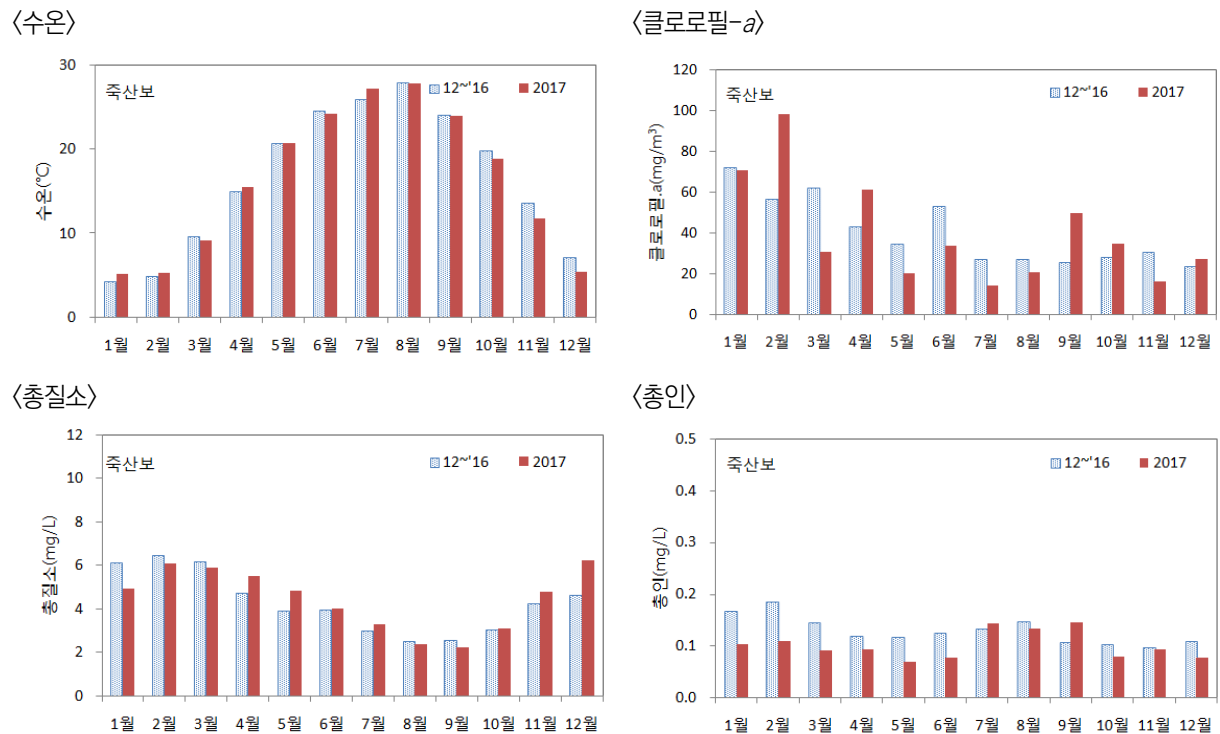 〈수온〉
30
20
10
0
수온(℃)
죽산보
12~'16
2017
1월 2월 3월 4월 5월 6월 7월 8월 9월 10월 11월 12월
〈클로로필-a〉
120
100
80
60
40
20
0
클로로필.a(mg/m³)
죽산보
12~'16
2017
1월 2월 3월 4월 5월 6월 7월 8월 9월 10월 11월 12월
〈총질소〉
12
10
8
6
4
2
0
총질소(mg/L)
죽산보
12~'16
2017
1월 2월 3월 4월 5월 6월 7월 8월 9월 10월 11월 12월
〈총인〉
0.5
0.4
0.3
0.2
0.1
0.0
총인(mg/L)
죽산보
12~'16
2017
1월 2월 3월 4월 5월 6월 7월 8월 9월 10월 11월 12월